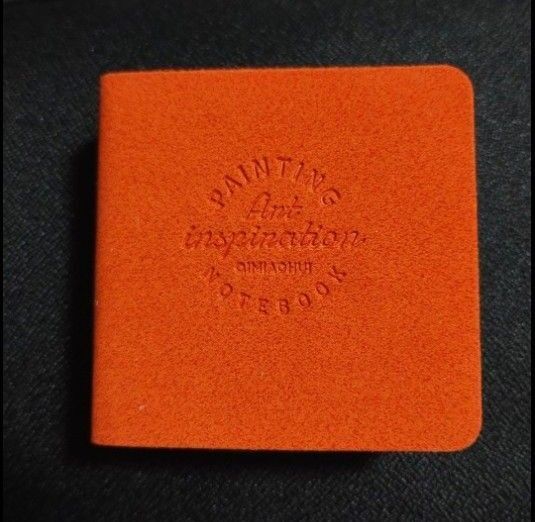 PAINTING
Art
inspiration
QIMIAOHUI
NOTEBOOK